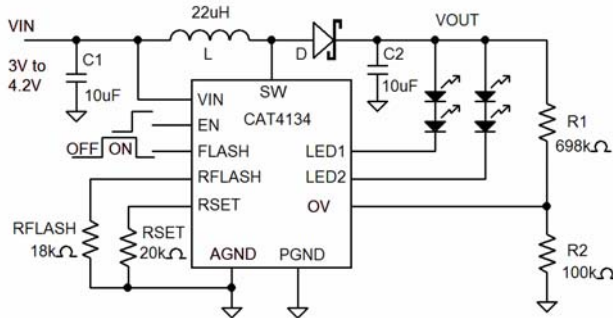 22uH
VIN
VOUT
L
D
C1
C2
3V to
4.2V
10uF
10uF
SW
VIN
CAT4134
EN
R1
OFF ON
FLASH
LED1
698kΩ
RFLASH
LED2
RSET
OV
RFLASH
RSET
18kΩ
20kΩ
AGND
PGND
R2
100kΩ